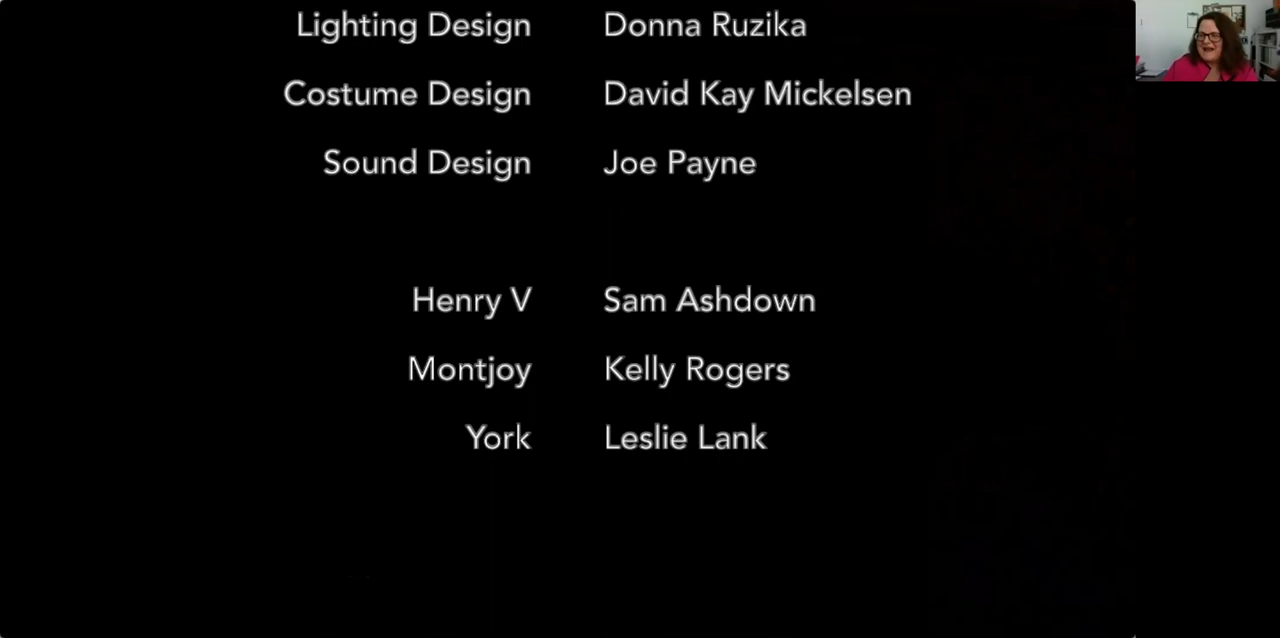 Lighting Design Donna Ruzika
Costume Design David Kay Mickelsen
Sound Design Joe Payne
Henry V Sam Ashdown
Montjoy Kelly Rogers
York Leslie Lank